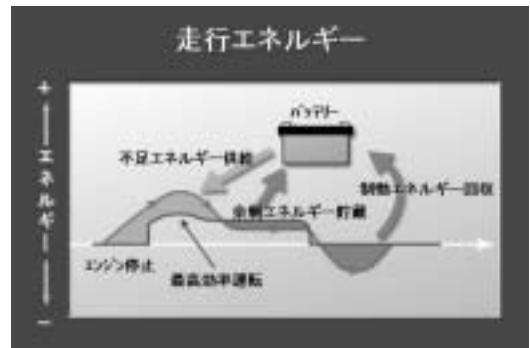 走行エネルギー
+
エネルギー
−
バッテリー
不足エネルギー供給
制動エネルギー回収
余剰エネルギー貯蔵
エンジン停止
最高効率運転